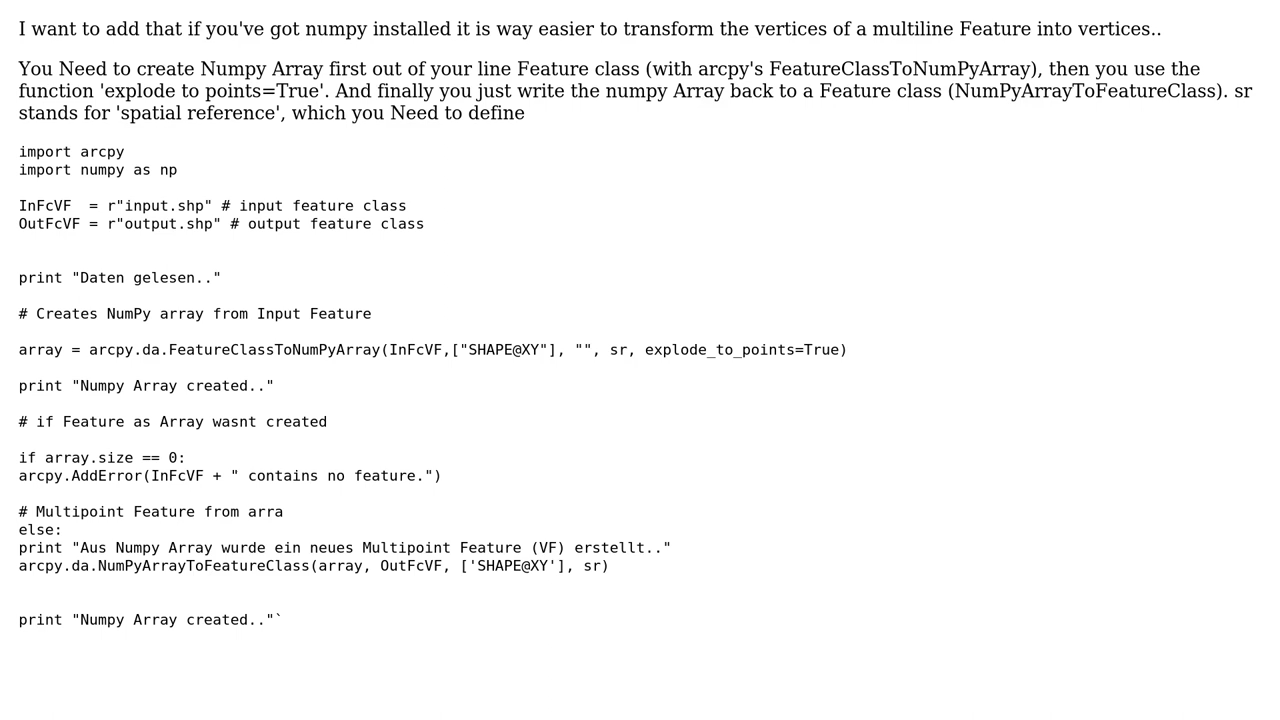 I want to add that if you've got numpy installed it is way easier to transform the vertices of a multiline Feature into vertices..
You Need to create Numpy Array first out of your line Feature class (with arcpy's FeatureClassToNumPyArray), then you use the
function 'explode to points=True'. And finally you just write the numpy Array back to a Feature class (NumPyArrayToFeatureClass). sr
stands for 'spatial reference', which you Need to define
import arcpy
import numpy as np
InFcVF  = r"input.shp" # input feature class
OutFcVF = r"output.shp" # output feature class
print "Daten gelesen.."
# Creates NumPy array from Input Feature
array = arcpy.da.FeatureClassToNumPyArray(InFcVF,["SHAPE@XY"], "", sr, explode_to_points=True)
print "Numpy Array created.."
# if Feature as Array wasnt created
if array.size == 0:
arcpy.AddError(InFcVF + " contains no feature.")
# Multipoint Feature from arra
else:
print "Aus Numpy Array wurde ein neues Multipoint Feature (VF) erstellt.."
arcpy.da.NumPyArrayToFeatureClass(array, OutFcVF, ['SHAPE@XY'], sr)
print "Numpy Array created.."`